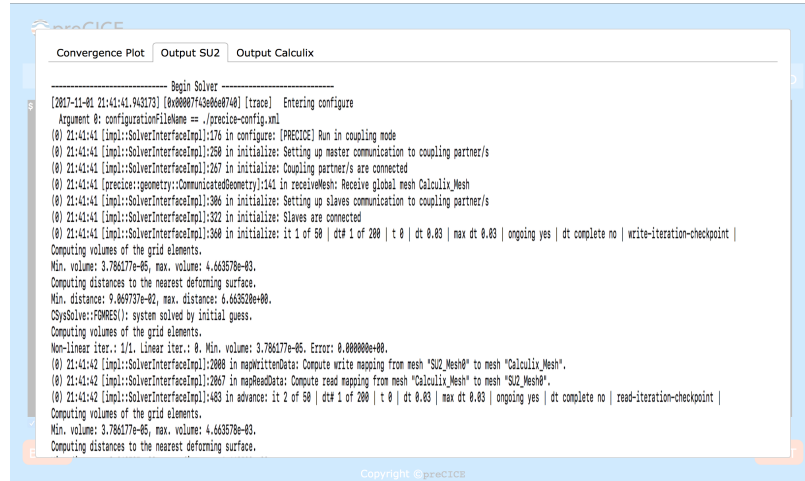 preCICE
Convergence Plot
Output SU2
Output Calculix
----------------------------- Begin Solver -----------------------------
[2017-11-01 21:41:41.943173] [0x00007f43e06e0740] [trace]   Entering configure
Argument 0: configurationFileName == ./precice-config.xml
(0) 21:41:41 [impl::SolverInterfaceImpl]:176 in configure: [PRECICE] Run in coupling mode
(0) 21:41:41 [impl::SolverInterfaceImpl]:250 in initialize: Setting up master communication to coupling partner/s
(0) 21:41:41 [impl::SolverInterfaceImpl]:267 in initialize: Coupling partner/s are connected
(0) 21:41:41 [precice::geometry::CommunicatedGeometry]:141 in receiveMesh: Receive global mesh Calculix_Mesh
(0) 21:41:41 [impl::SolverInterfaceImpl]:306 in initialize: Setting up slaves communication to coupling partner/s
(0) 21:41:41 [impl::SolverInterfaceImpl]:322 in initialize: Slaves are connected
(0) 21:41:41 [impl::SolverInterfaceImpl]:360 in initialize: it 1 of 50 | dt# 1 of 200 | t 0 | dt 0.03 | max dt 0.03 | ongoing yes | dt complete no | write-iteration-checkpoint |
Computing volumes of the grid elements.
Min. volume: 3.786177e-05, max. volume: 4.663578e-03.
Computing distances to the nearest deforming surface.
Min. distance: 9.069737e-02, max. distance: 6.663520e+00.
CSysSolve::FGMRES(): system solved by initial guess.
Computing volumes of the grid elements.
Non-linear iter.: 1/1. Linear iter.: 0. Min. volume: 3.786177e-05. Error: 0.000000e+00.
(0) 21:41:42 [impl::SolverInterfaceImpl]:2008 in mapWrittenData: Compute write mapping from mesh "SU2_Mesh0" to mesh "Calculix_Mesh".
(0) 21:41:42 [impl::SolverInterfaceImpl]:2067 in mapReadData: Compute read mapping from mesh "Calculix_Mesh" to mesh "SU2_Mesh0".
(0) 21:41:42 [impl::SolverInterfaceImpl]:483 in advance: it 2 of 50 | dt# 1 of 200 | t 0 | dt 0.03 | max dt 0.03 | ongoing yes | dt complete no | read-iteration-checkpoint |
Computing volumes of the grid elements.
Min. volume: 3.786177e-05, max. volume: 4.663578e-03.
Computing distances to the nearest deforming surface.
Copyright ©preCICE